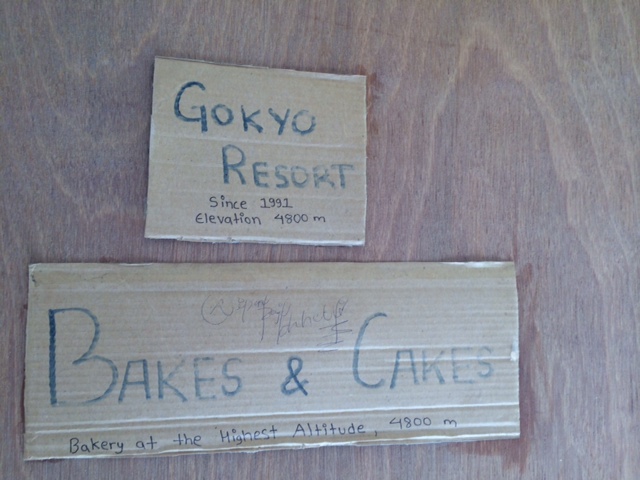 GOKYO
RESORT
Since 1991
Elevation 4800 m
BAKES & CAKES
Bakery at the Highest Altitude, 4800 m